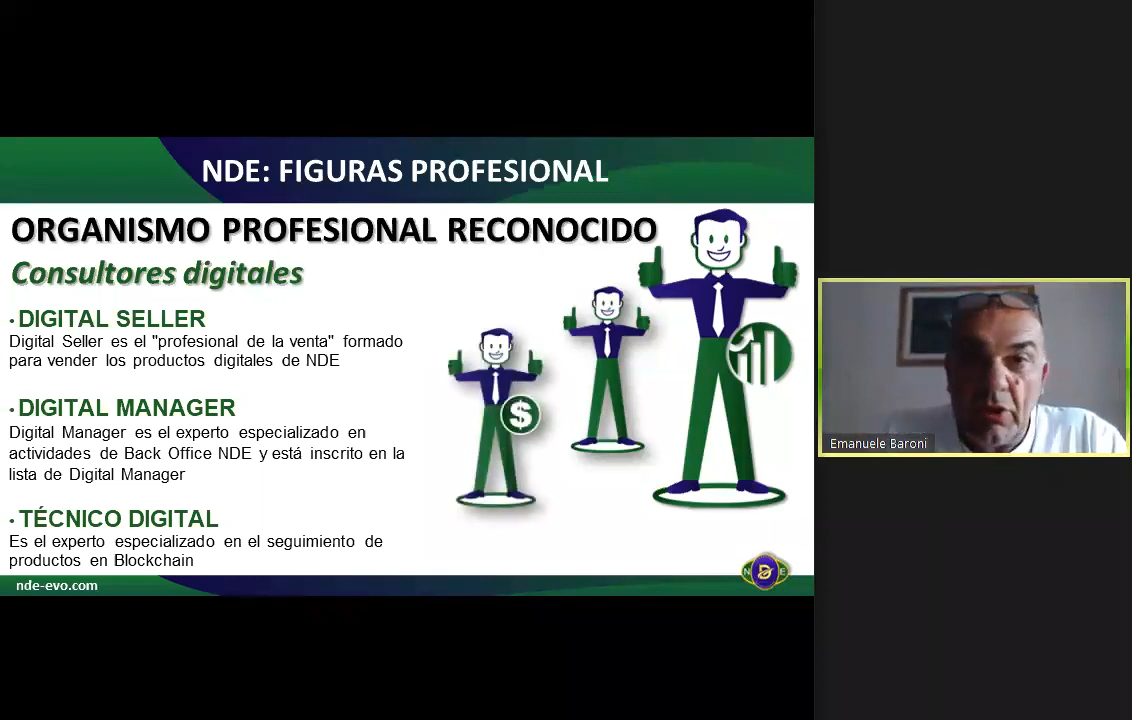 NDE: FIGURAS PROFESIONAL
ORGANISMO PROFESIONAL RECONOCIDO
Consultores digitales
• DIGITAL SELLER
Digital Seller es el "profesional de la venta" formado
para vender los productos digitales de NDE
• DIGITAL MANAGER
Digital Manager es el experto especializado en
actividades de Back Office NDE y está inscrito en la
lista de Digital Manager
• TÉCNICO DIGITAL
Es el experto especializado en el seguimiento de
productos en Blockchain
nde-evo.com
$
N D E
Emanuele Baroni